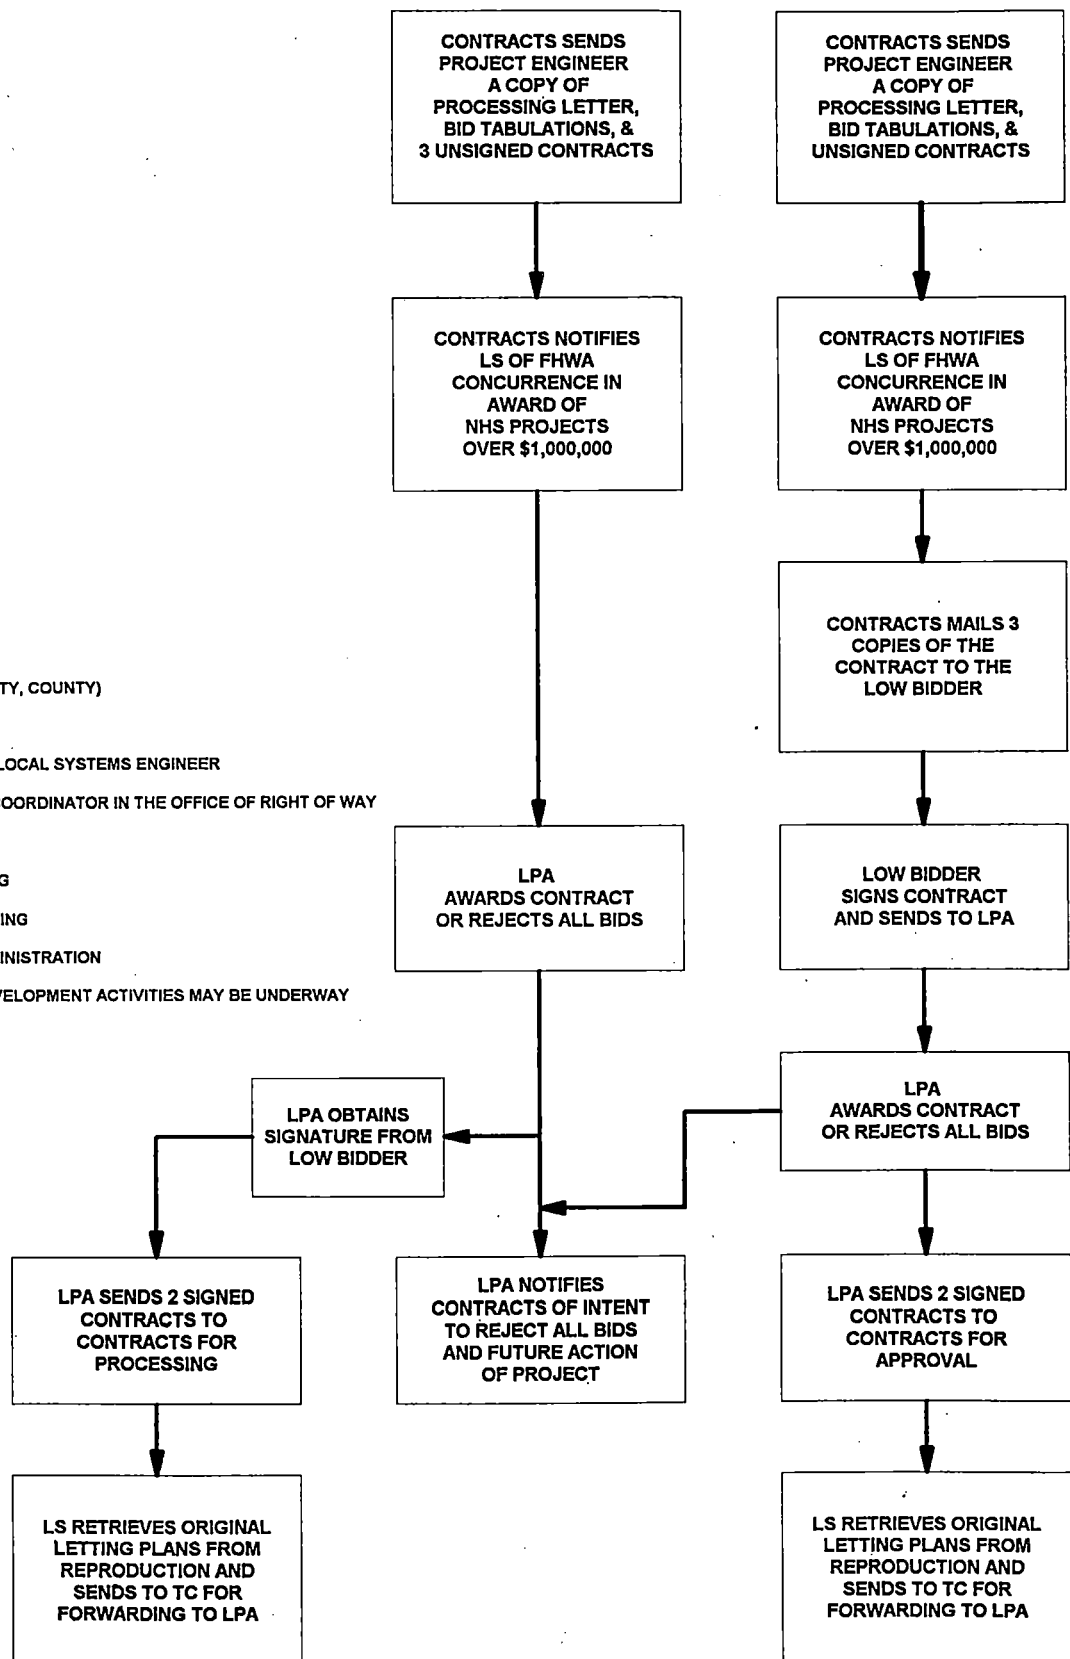 CONTRACTS SENDS
PROJECT ENGINEER
A COPY OF
PROCESSING LETTER,
BID TABULATIONS, &
3 UNSIGNED CONTRACTS
CONTRACTS SENDS
PROJECT ENGINEER
A COPY OF
PROCESSING LETTER,
BID TABULATIONS, &
UNSIGNED CONTRACTS
CONTRACTS NOTIFIES
LS OF FHWA
CONCURRENCE IN
AWARD OF
NHS PROJECTS
OVER $1,000,000
CONTRACTS NOTIFIES
LS OF FHWA
CONCURRENCE IN
AWARD OF
NHS PROJECTS
OVER $1,000,000
CONTRACTS MAILS 3
COPIES OF THE
CONTRACT TO THE
LOW BIDDER
TY, COUNTY)
LOCAL SYSTEMS ENGINEER
COORDINATOR IN THE OFFICE OF RIGHT OF WAY
G
ING
INISTRATION
VELOPMENT ACTIVITIES MAY BE UNDERWAY
LPA
AWARDS CONTRACT
OR REJECTS ALL BIDS
LOW BIDDER
SIGNS CONTRACT
AND SENDS TO LPA
LPA OBTAINS
SIGNATURE FROM
LOW BIDDER
LPA
AWARDS CONTRACT
OR REJECTS ALL BIDS
LPA SENDS 2 SIGNED
CONTRACTS TO
CONTRACTS FOR
PROCESSING
LPA NOTIFIES
CONTRACTS OF INTENT
TO REJECT ALL BIDS
AND FUTURE ACTION
OF PROJECT
LPA SENDS 2 SIGNED
CONTRACTS TO
CONTRACTS FOR
APPROVAL
LS RETRIEVES ORIGINAL
LETTING PLANS FROM
REPRODUCTION AND
SENDS TO TC FOR
FORWARDING TO LPA
LS RETRIEVES ORIGINAL
LETTING PLANS FROM
REPRODUCTION AND
SENDS TO TC FOR
FORWARDING TO LPA